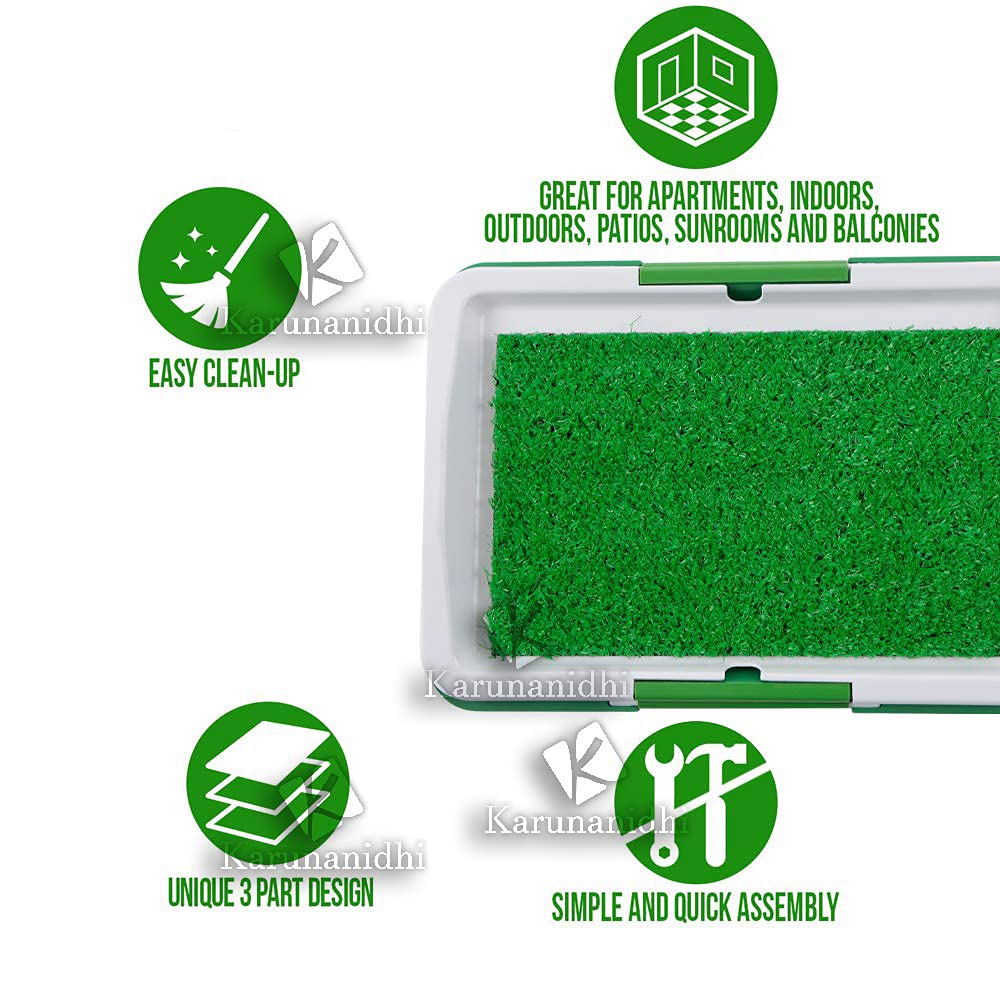 GREAT FOR APARTMENTS, INDOORS,
OUTDOORS, PATIOS, SUNROOMS AND BALCONIES
Karunanidhi
EASY CLEAN-UP
Karunanidhi
Karunanidhi
Karunanidhi
UNIQUE 3 PART DESIGN
SIMPLE AND QUICK ASSEMBLY